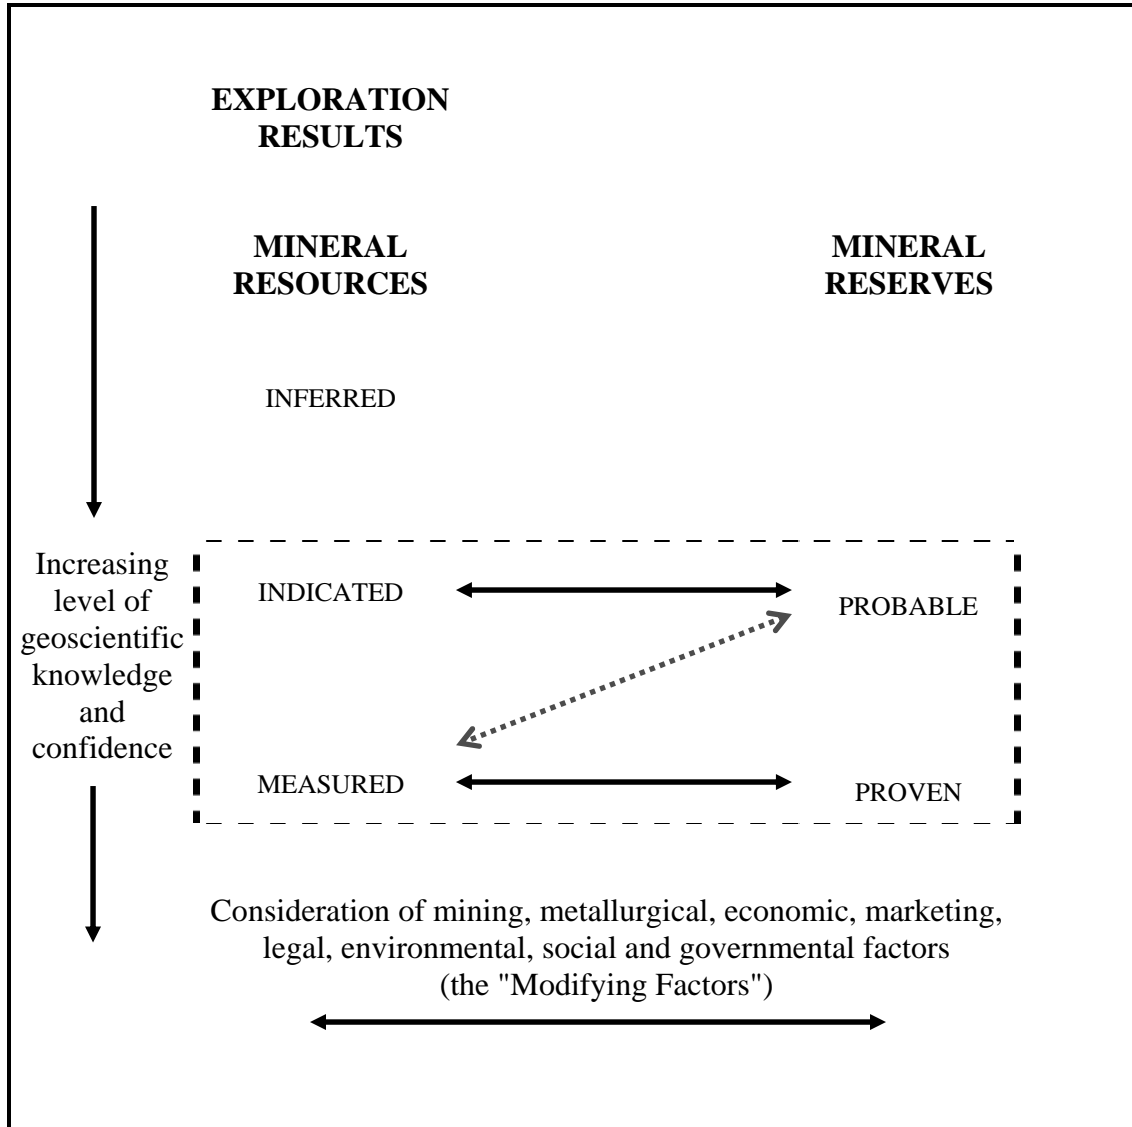 EXPLORATION
RESULTS
MINERAL
RESOURCES
MINERAL
RESERVES
INFERRED
Increasing
level of
geoscientific
knowledge
and
confidence
INDICATED
PROBABLE
MEASURED
PROVEN
Consideration of mining, metallurgical, economic, marketing,
legal, environmental, social and governmental factors
(the "Modifying Factors")